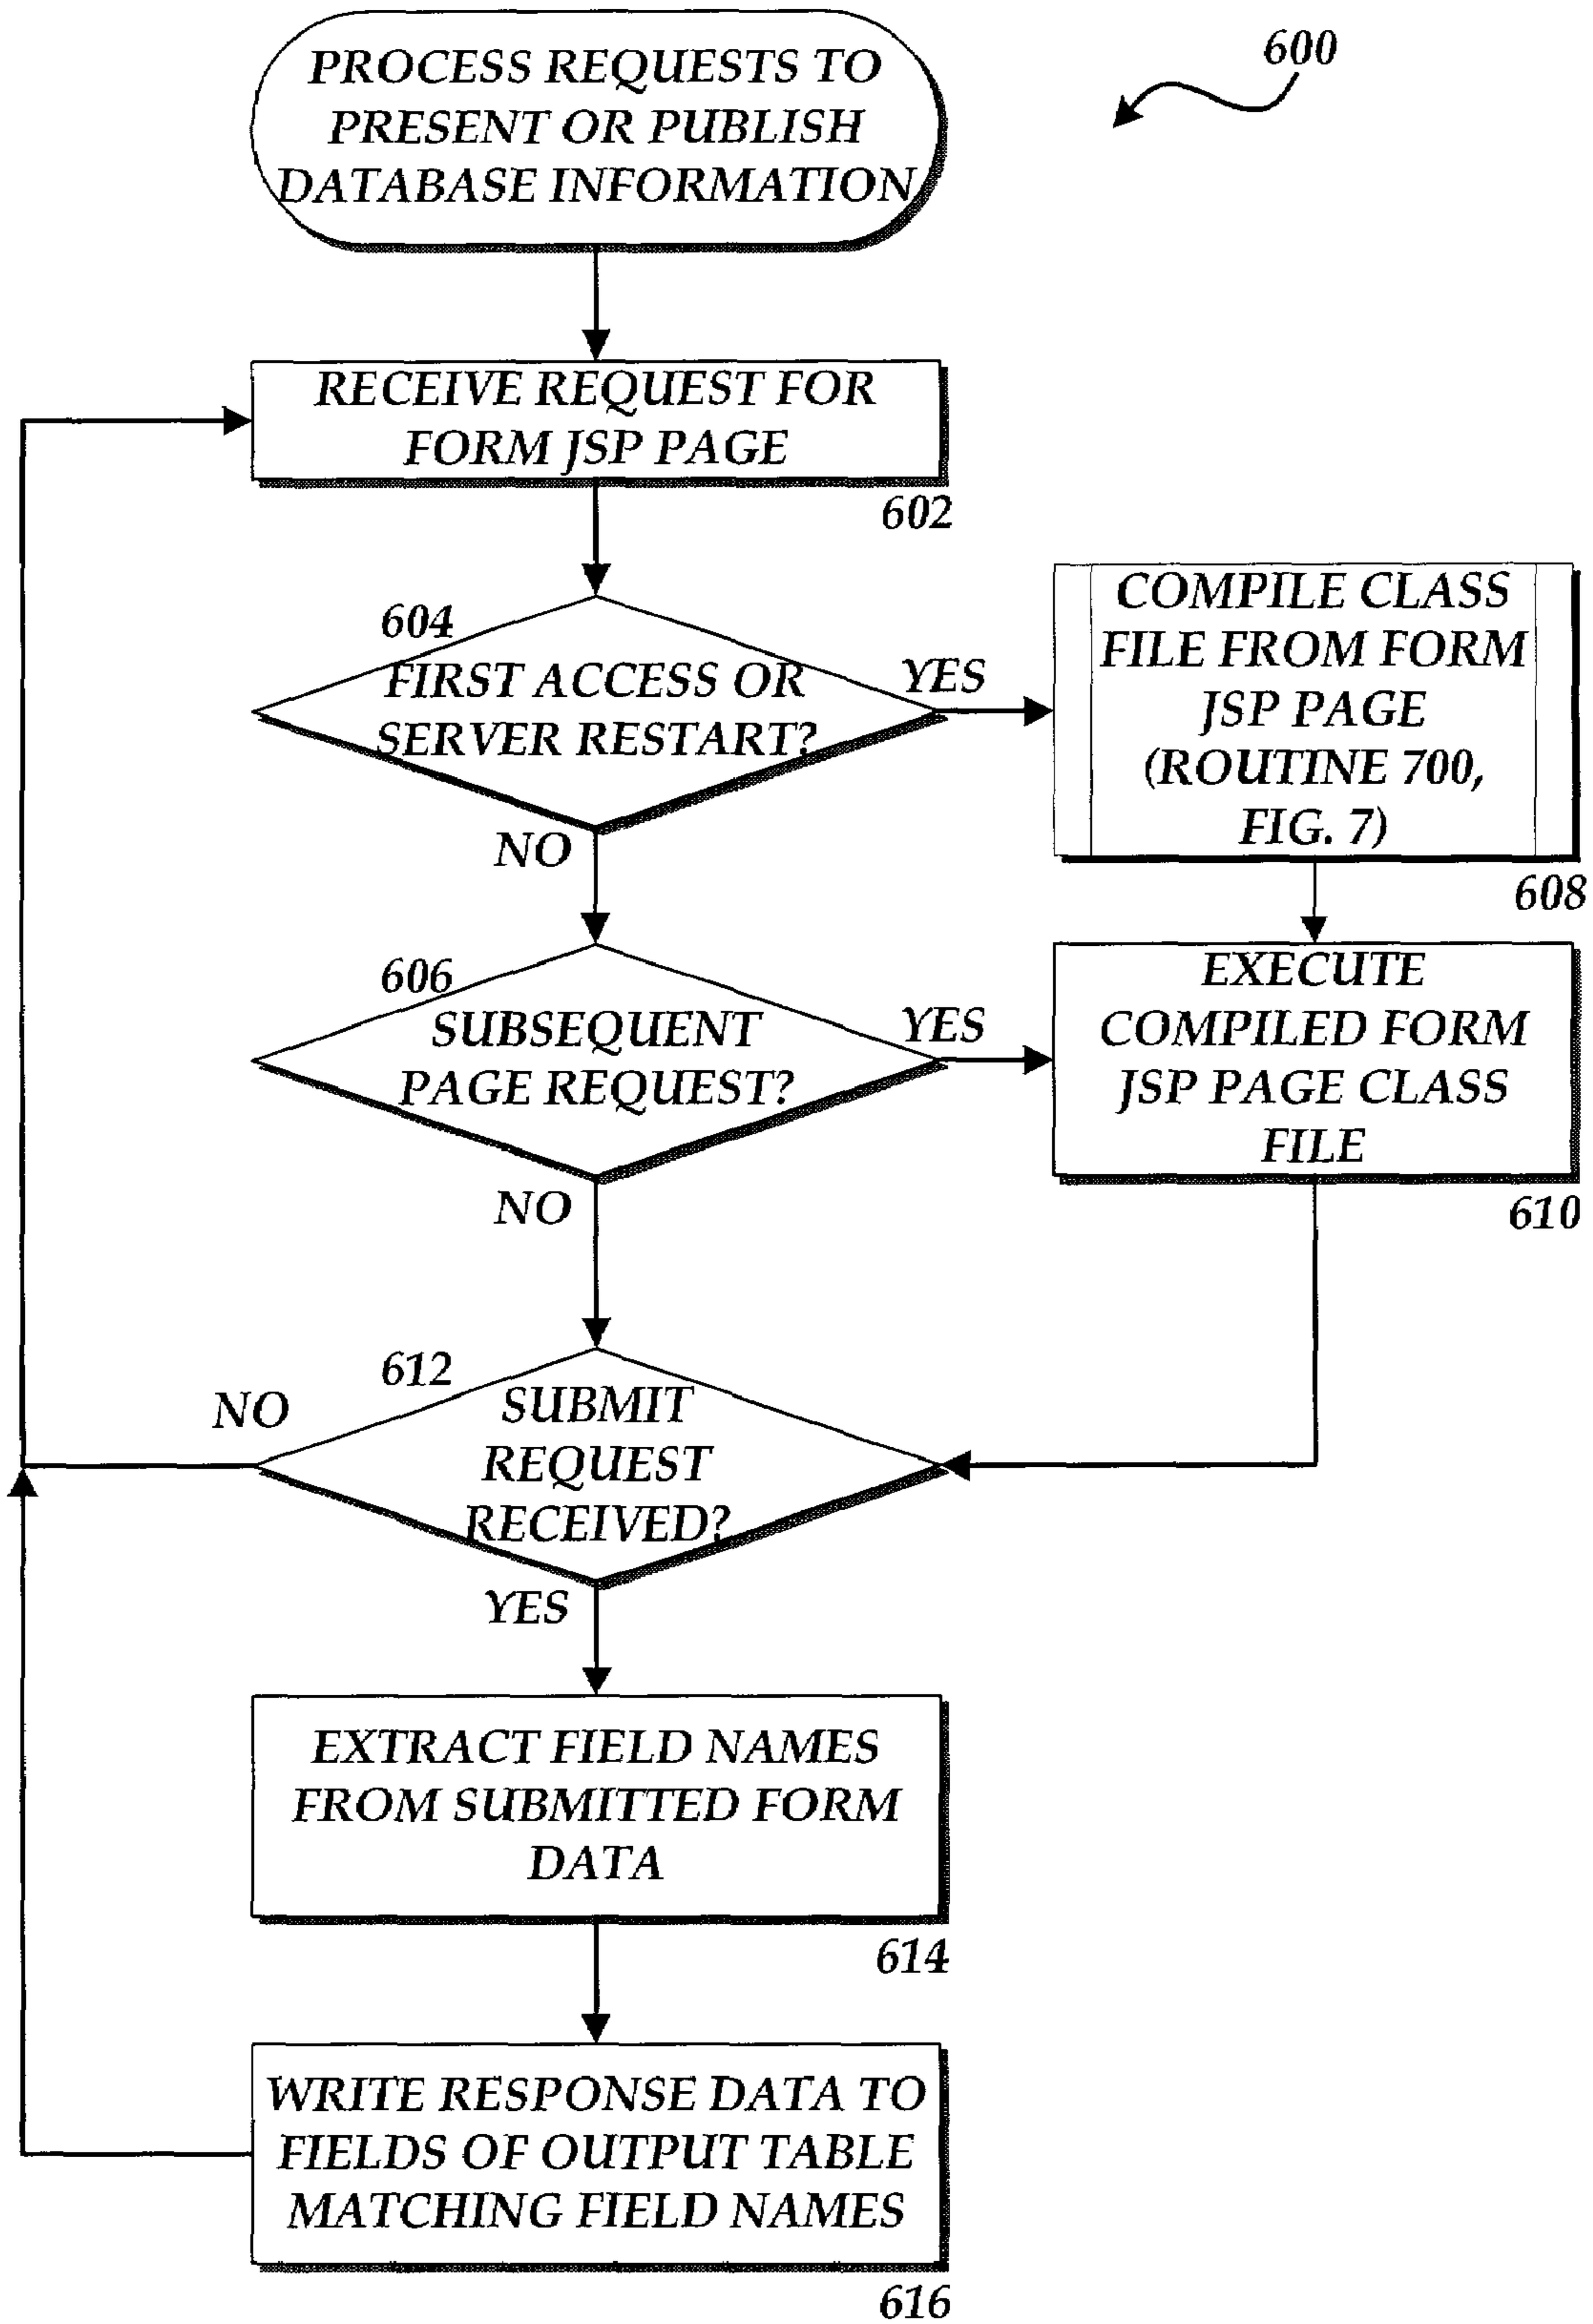 600
PROCESS REQUESTS TO
PRESENT OR PUBLISH
DATABASE INFORMATION
RECEIVE REQUEST FOR
FORM JSP PAGE
602
604
FIRST ACCESS OR
SERVER RESTART?
YES
NO
COMPILE CLASS
FILE FROM FORM
JSP PAGE
(ROUTINE 700,
FIG. 7)
608
606
SUBSEQUENT
PAGE REQUEST?
YES
NO
EXECUTE
COMPILED FORM
JSP PAGE CLASS
FILE
610
612
SUBMIT
REQUEST
RECEIVED?
NO
YES
EXTRACT FIELD NAMES
FROM SUBMITTED FORM
DATA
614
WRITE RESPONSE DATA TO
FIELDS OF OUTPUT TABLE
MATCHING FIELD NAMES
616